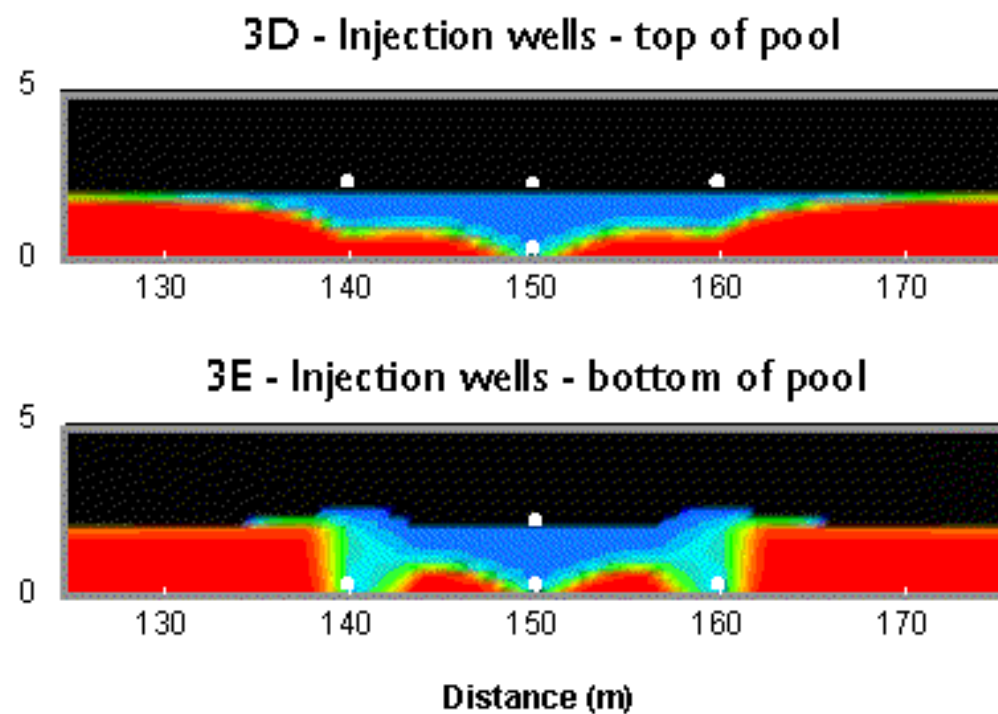 3D - Injection wells - top of pool
5
0
130 140 150 160 170
3E - Injection wells - bottom of pool
5
0
130 140 150 160 170
Distance (m)